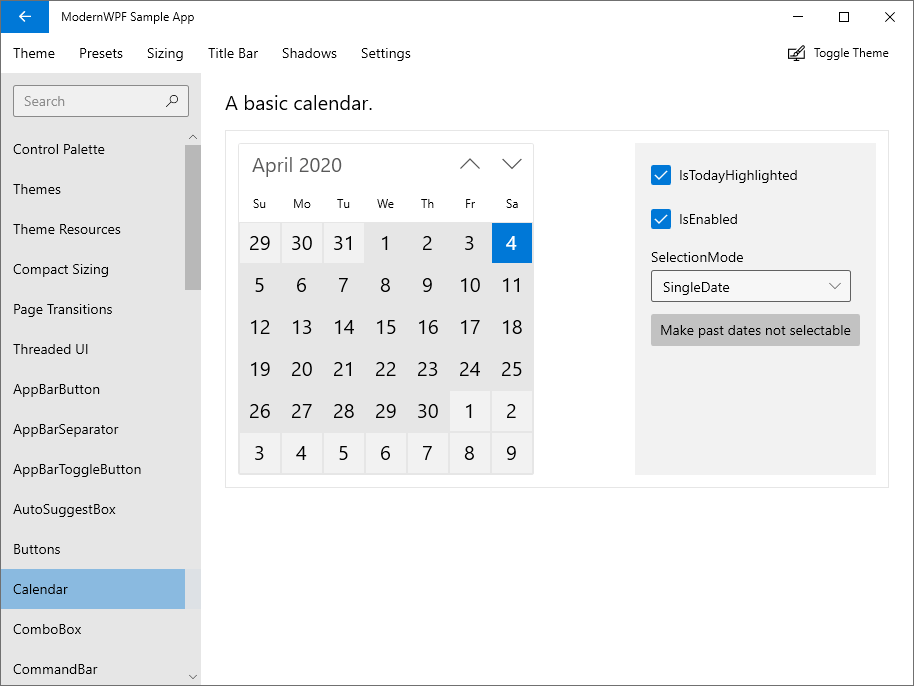 ModernWPF Sample App
Theme Presets Sizing Title Bar Shadows Settings Toggle Theme
Search
Control Palette
Themes
Theme Resources
Compact Sizing
Page Transitions
Threaded UI
AppBarButton
AppBarSeparator
AppBarToggleButton
AutoSuggestBox
Buttons
Calendar
ComboBox
CommandBar
A basic calendar.
April 2020
Su Mo Tu We Th Fr Sa
29 30 31 1 2 3 4
5 6 7 8 9 10 11
12 13 14 15 16 17 18
19 20 21 22 23 24 25
26 27 28 29 30 1 2
3 4 5 6 7 8 9
IsTodayHighlighted
IsEnabled
SelectionMode
SingleDate
Make past dates not selectable